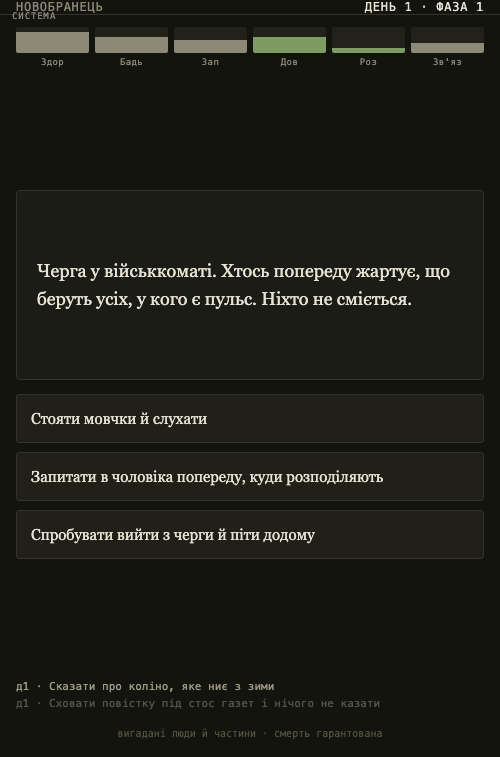 НОВОБРАНЕЦЬ
ДЕНЬ 1 · ФАЗА 1
СИСТЕМА
Здор Бадь Зап Дов Роз Зв'яз
Черга у військкоматі. Хтось попереду жартує, що
беруть усіх, у кого є пульс. Ніхто не сміється.
Стояти мовчки й слухати
Запитати в чоловіка попереду, куди розподіляють
Спробувати вийти з черги й піти додому
д1 · Сказати про коліно, яке ниє з зими
д1 · Сховати повістку під стос газет і нічого не казати
вигадані люди й частини · смерть гарантована